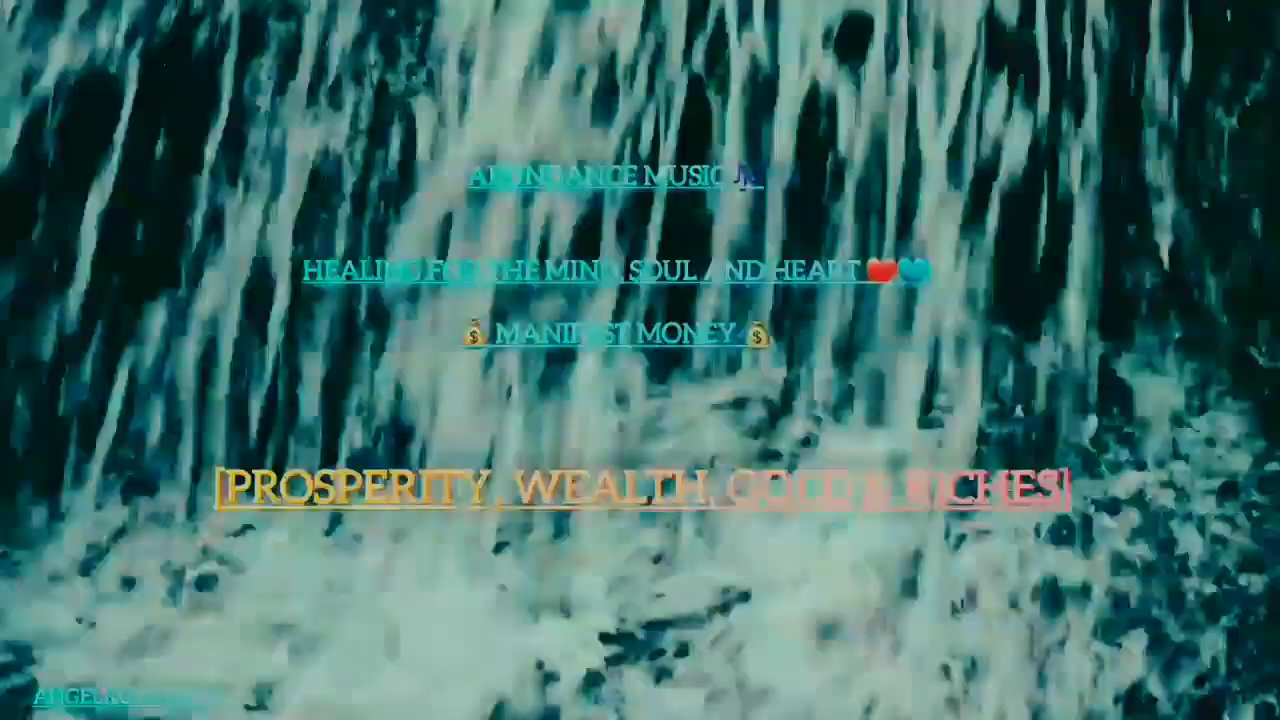 ABUNDANCE MUSIC 🎶
HEALING FOR THE MIND, SOUL AND HEART ❤️💙
💰 MANIFEST MONEY 💰
[PROSPERITY, WEALTH, GOLD & RICHES]